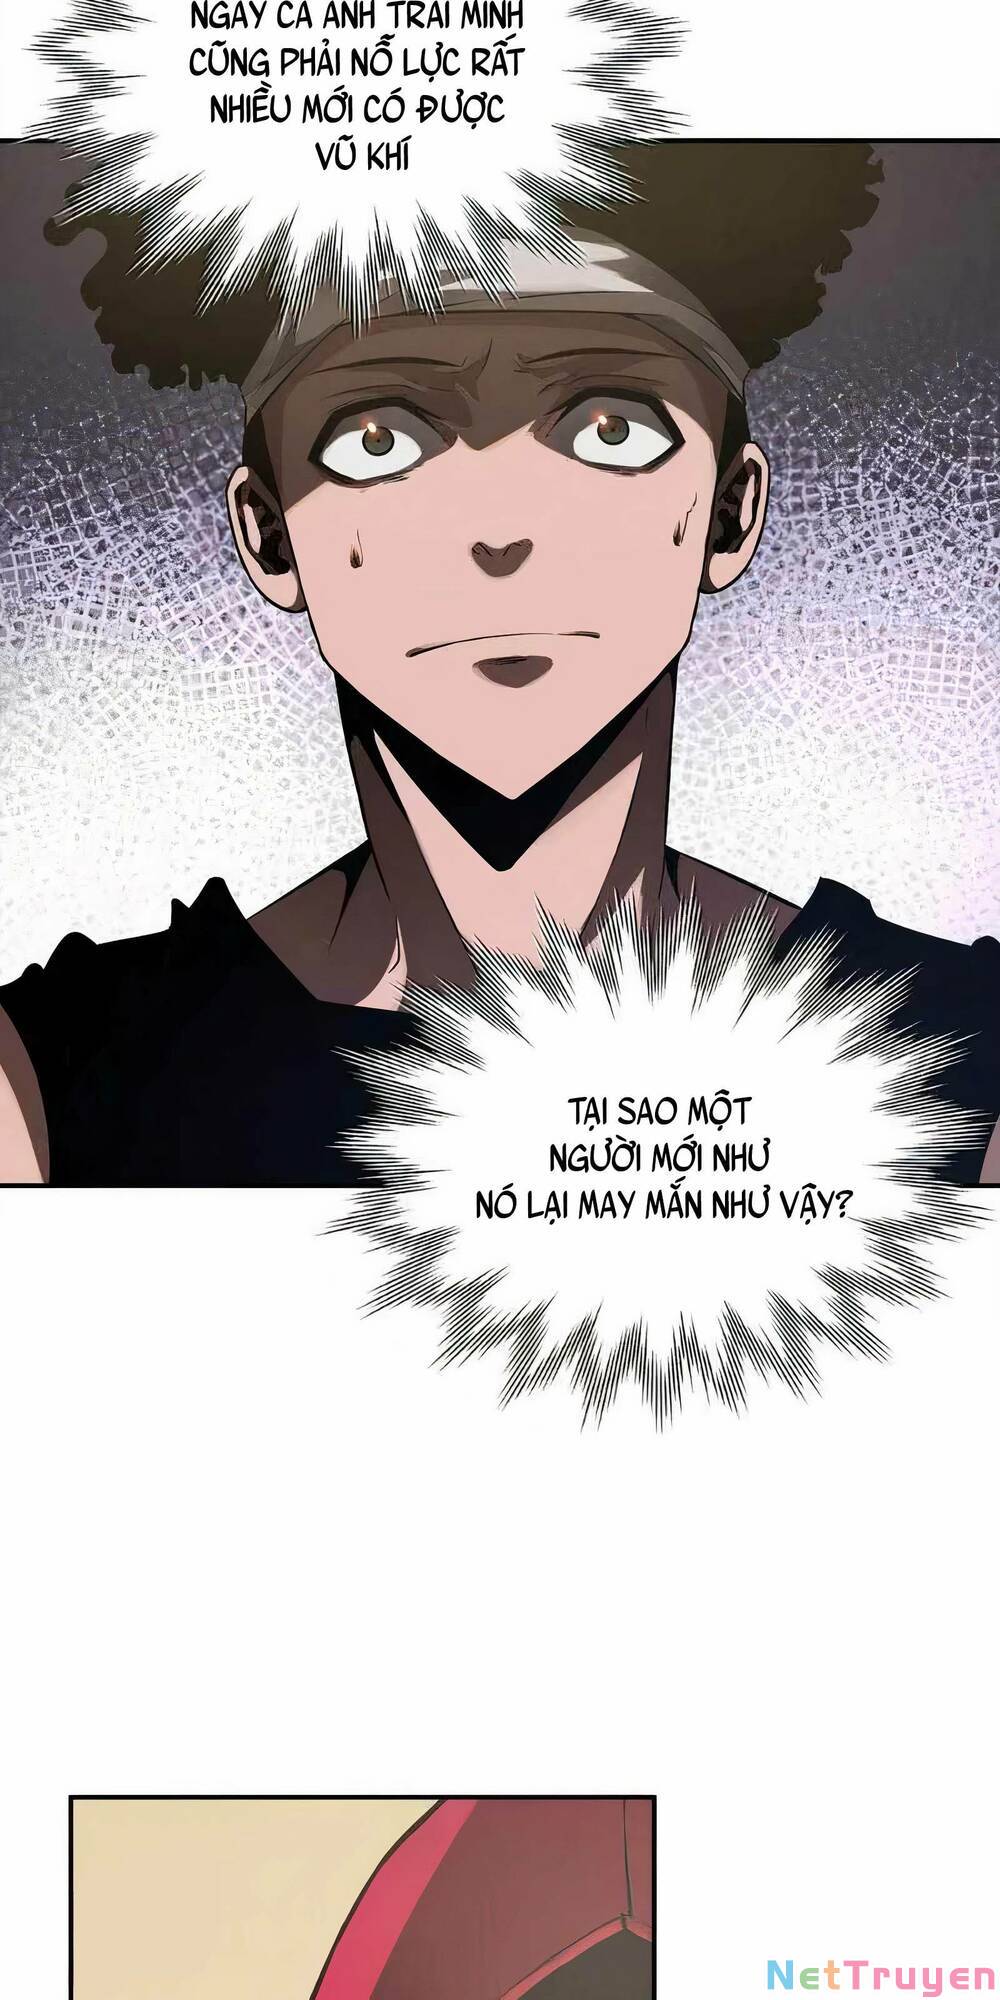 NGAY CẢ ANH TRAI MÌNH
CŨNG PHẢI NỖ LỰC RẤT
NHIỀU MỚI CÓ ĐƯỢC
VŨ KHÍ
TẠI SAO MỘT
NGƯỜI MỚI NHƯ
NÓ LẠI MAY MẮN NHƯ VẬY?
NetTruyen